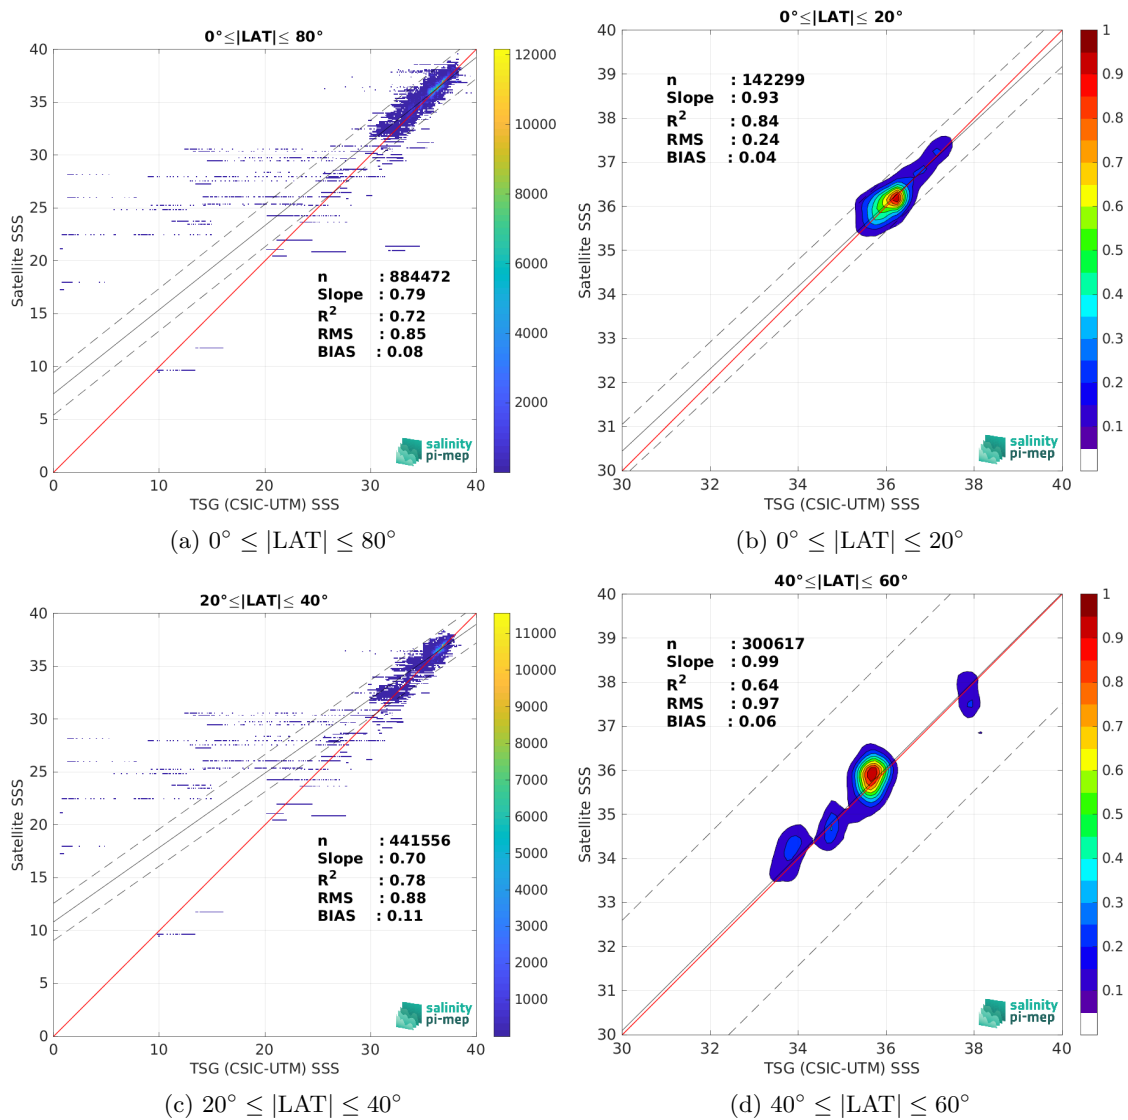 0°≤|LAT|≤ 80°
40
35
30
25
20
15
10
5
0
Satellite SSS
n : 884472
Slope : 0.79
R² : 0.72
RMS : 0.85
BIAS : 0.08
salinity
pi-mep
0 10 20 30 40
TSG (CSIC-UTM) SSS
12000
10000
8000
6000
4000
2000
(a) 0° ≤ |LAT| ≤ 80°
0°≤|LAT|≤ 20°
40
39
38
37
36
35
34
33
32
31
30
Satellite SSS
n : 142299
Slope : 0.93
R² : 0.84
RMS : 0.24
BIAS : 0.04
salinity
pi-mep
30 32 34 36 38 40
TSG (CSIC-UTM) SSS
1
0.9
0.8
0.7
0.6
0.5
0.4
0.3
0.2
0.1
(b) 0° ≤ |LAT| ≤ 20°
20°≤|LAT|≤ 40°
40
35
30
25
20
15
10
5
0
Satellite SSS
n : 441556
Slope : 0.70
R² : 0.78
RMS : 0.88
BIAS : 0.11
salinity
pi-mep
0 10 20 30 40
TSG (CSIC-UTM) SSS
11000
10000
9000
8000
7000
6000
5000
4000
3000
2000
1000
(c) 20° ≤ |LAT| ≤ 40°
40°≤|LAT|≤ 60°
40
39
38
37
36
35
34
33
32
31
30
Satellite SSS
n : 300617
Slope : 0.99
R² : 0.64
RMS : 0.97
BIAS : 0.06
salinity
pi-mep
30 32 34 36 38 40
TSG (CSIC-UTM) SSS
1
0.9
0.8
0.7
0.6
0.5
0.4
0.3
0.2
0.1
(d) 40° ≤ |LAT| ≤ 60°